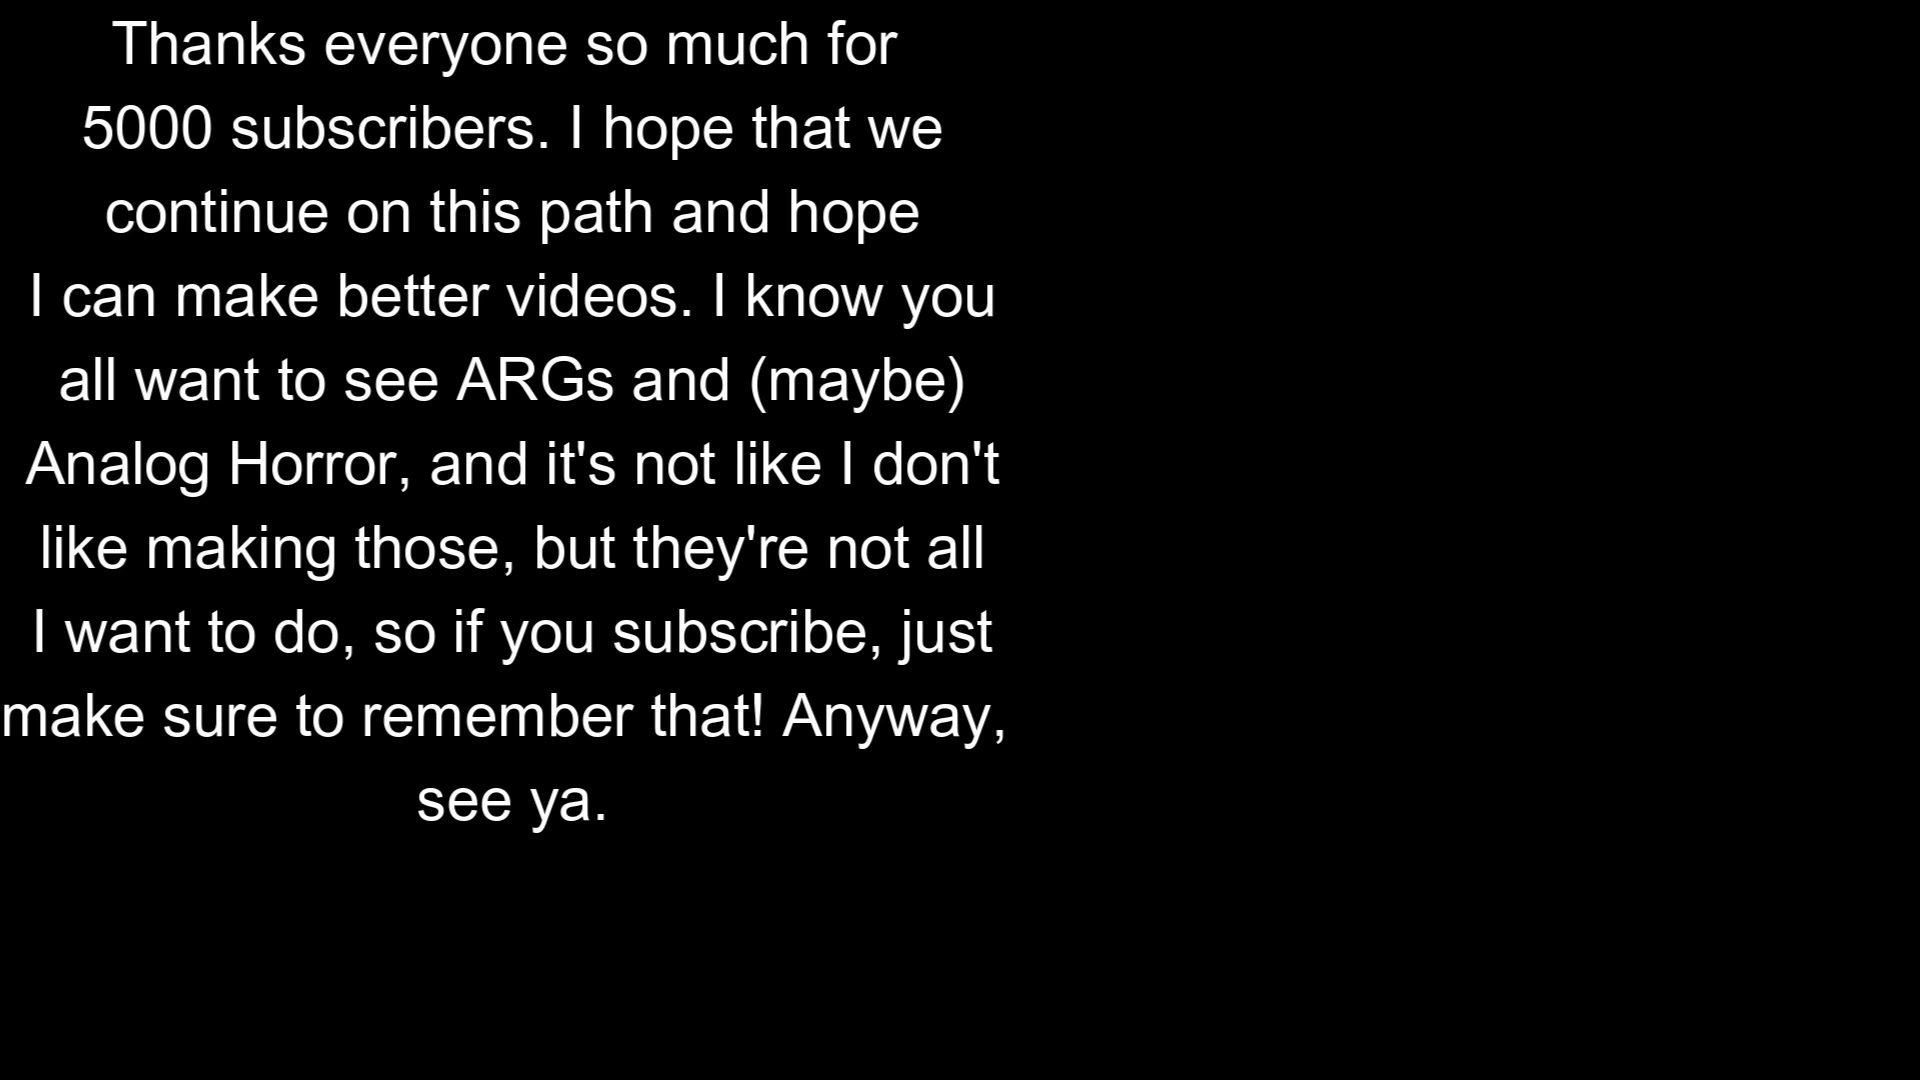 Thanks everyone so much for
5000 subscribers. I hope that we
continue on this path and hope
I can make better videos. I know you
all want to see ARGs and (maybe)
Analog Horror, and it's not like I don't
like making those, but they're not all
I want to do, so if you subscribe, just
make sure to remember that! Anyway,
see ya.